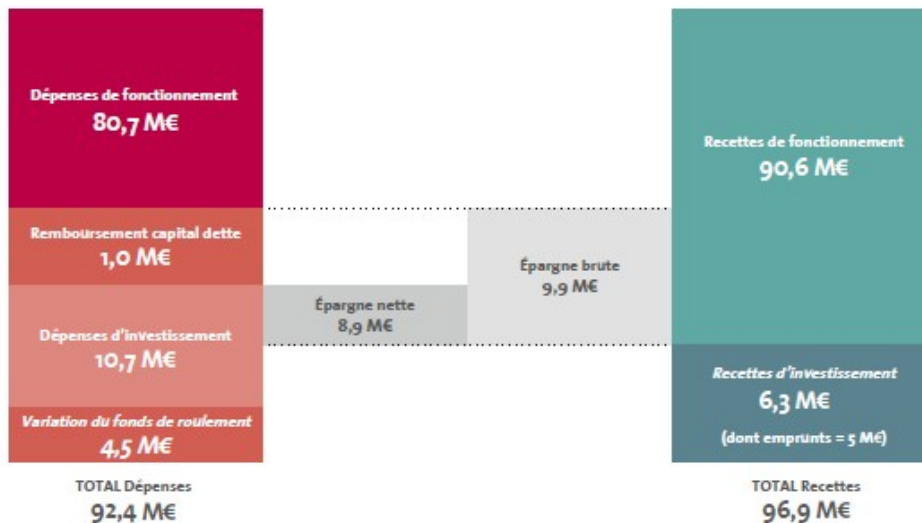 Dépenses de fonctionnement
80,7 M€
Remboursement capital dette
1,0 M€
Dépenses d'investissement
10,7 M€
Variation du fonds de roulement
4,5 M€
TOTAL Dépenses
92,4 M€
Épargne nette
8,9 M€
Épargne brute
9,9 M€
Recettes de fonctionnement
90,6 M€
Recettes d'investissement
6,3 M€
(dont emprunts = 5 M€)
TOTAL Recettes
96,9 M€